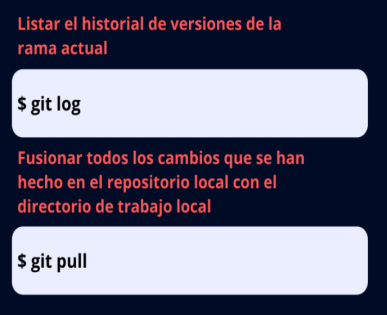 Listar el historial de versiones de la
rama actual
$ git log
Fusionar todos los cambios que se han
hecho en el repositorio local con el
directorio de trabajo local
$ git pull